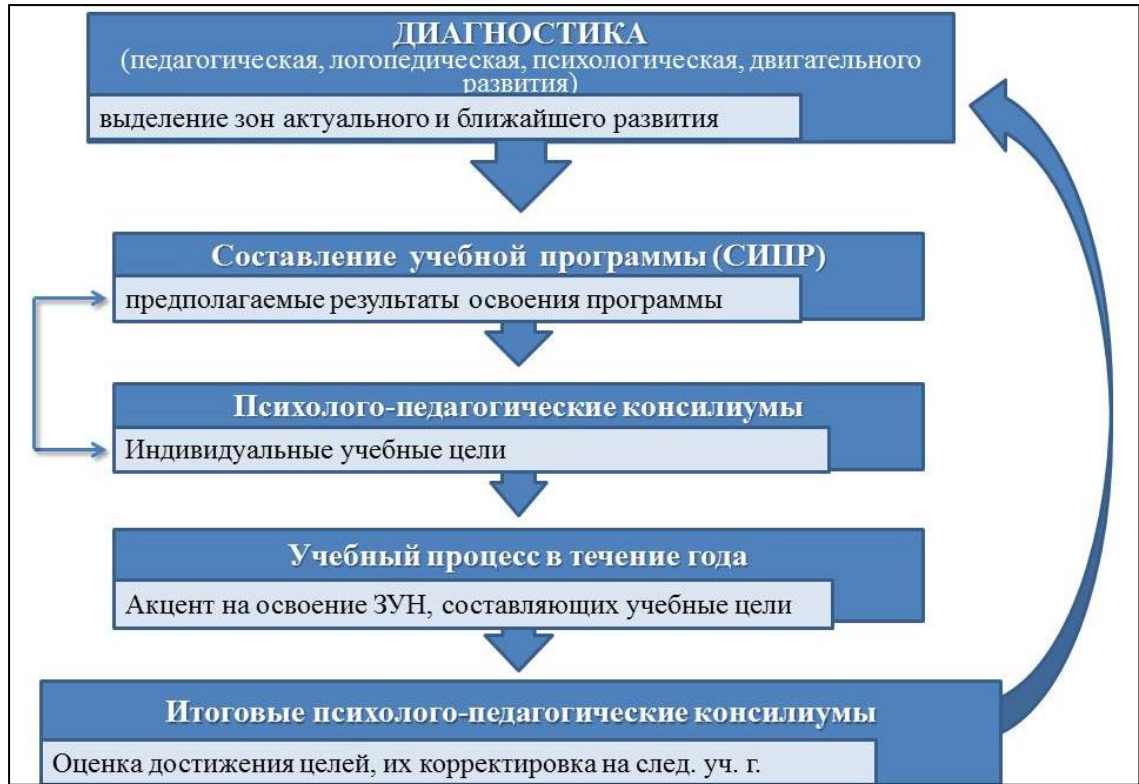 ДИАГНОСТИКА
(педагогическая, логопедическая, психологическая, двигательного
развития)
выделение зон актуального и ближайшего развития
Составление учебной программы (СИПР)
предполагаемые результаты освоения программы
Психолого-педагогические консилиумы
Индивидуальные учебные цели
Учебный процесс в течение года
Акцент на освоение ЗУН, составляющих учебные цели
Итоговые психолого-педагогические консилиумы
Оценка достижения целей, их корректировка на след. уч. г.